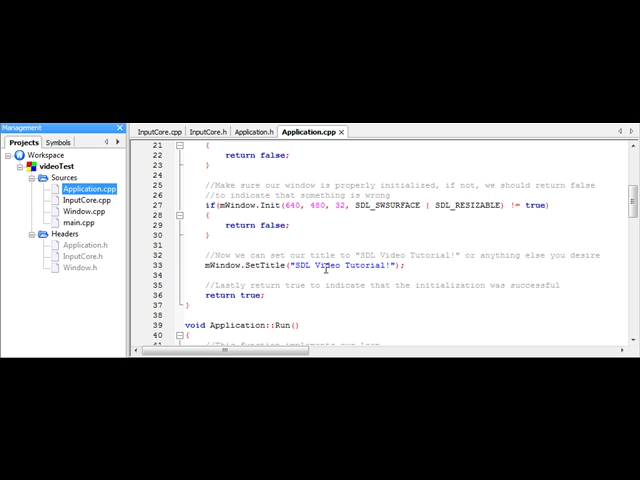 Management
Projects Symbols
Workspace
videoTest
Sources
Application.cpp
InputCore.cpp
Window.cpp
main.cpp
Headers
Application.h
InputCore.h
Window.h
InputCore.cpp InputCore.h Application.h Application.cpp
21 {
22 return false;
23 }
24
25 //Make sure our window is properly initialized, if not, we should return false
26 //to indicate that something is wrong
27 if(mWindow.Init(640, 480, 32, SDL_SWSURFACE | SDL_RESIZABLE) != true)
28 {
29 return false;
30 }
31
32 //Now we can set our title to "SDL Video Tutorial!" or anything else you desire
33 mWindow.SetTitle("SDL Video Tutorial!");
34
35 //Lastly return true to indicate that the initialization was successful
36 return true;
37 }
38
39 void Application::Run()
40 {